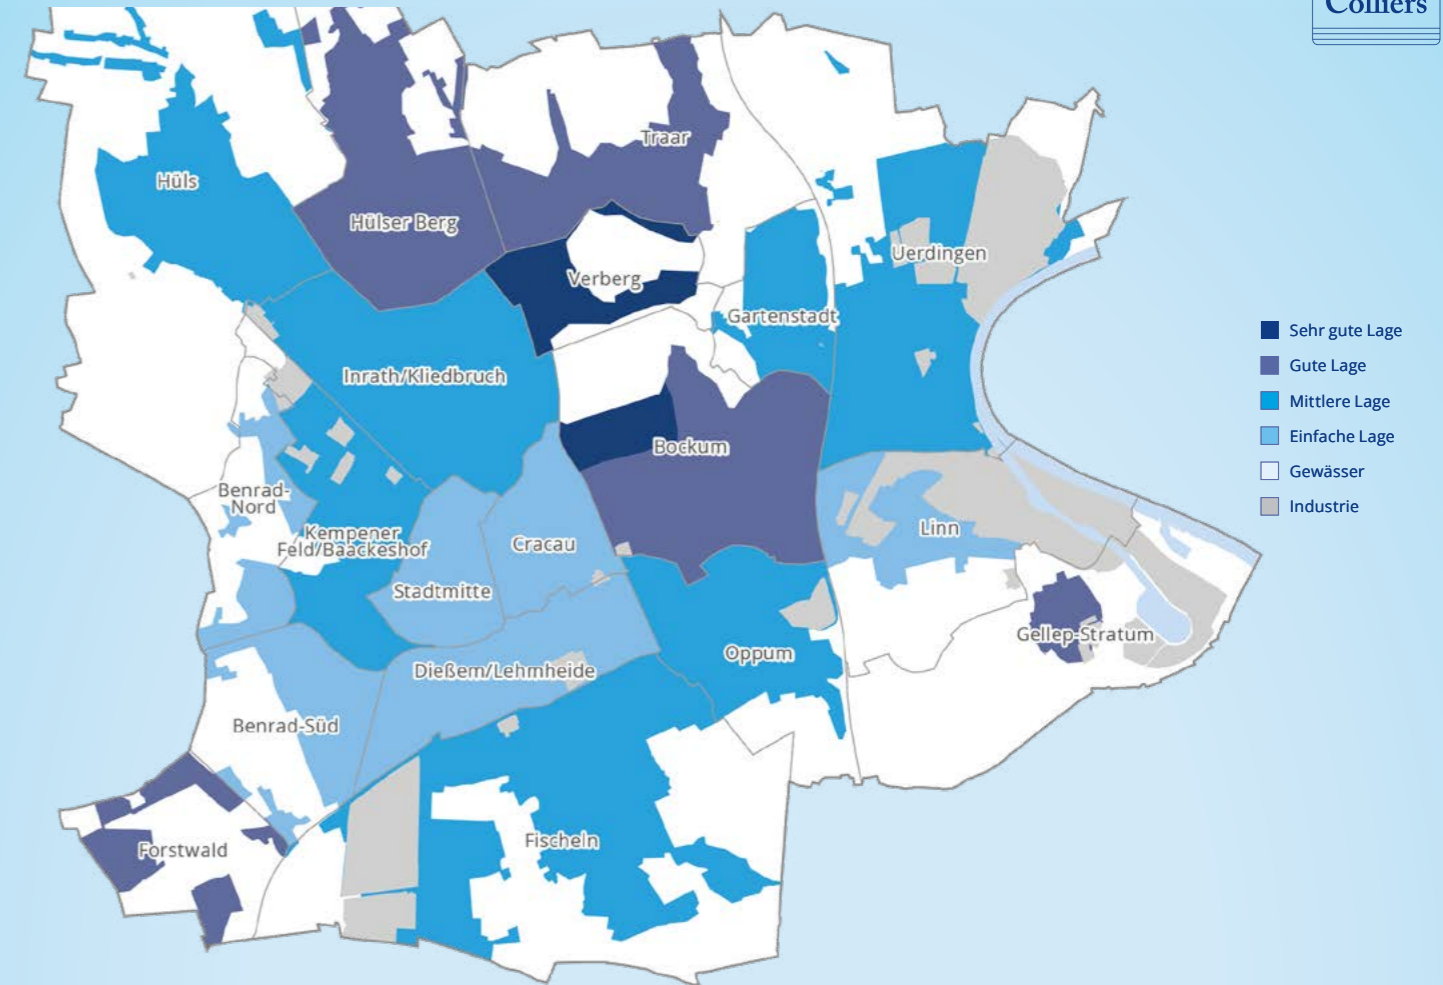 Colliers
Traar
Hüls
Hülser Berg
Uerdingen
Verberg
Gartenstadt
Inrath/Kliedbruch
Bockum
Benrad-
Nord
Kempener
Feld/Baackeshof
Cracau
Linn
Stadtmitte
Gellep-Stratum
Oppum
Dießem/Lehmheide
Benrad-Süd
Fischeln
Forstwald
Sehr gute Lage
Gute Lage
Mittlere Lage
Einfache Lage
Gewässer
Industrie